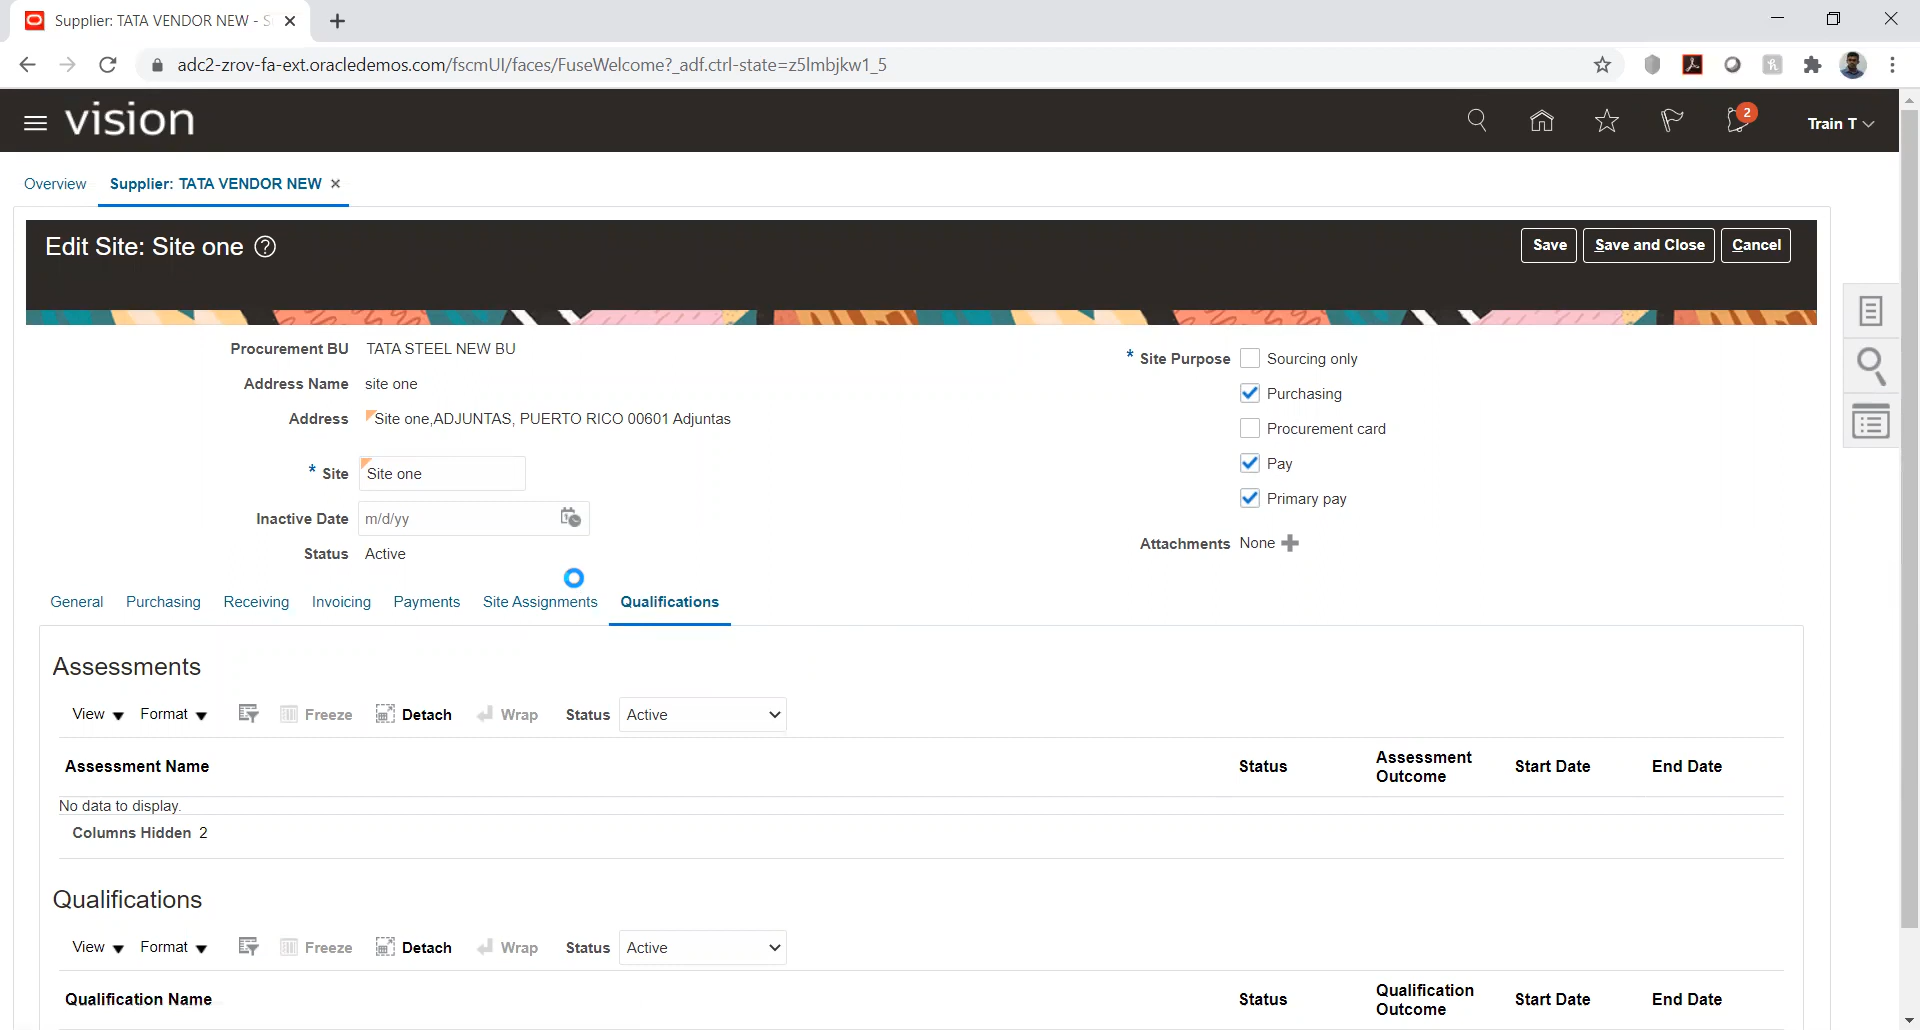 Supplier: TATA VENDOR NEW - S
adc2-zrov-fa-ext.oracledemos.com/fscmUI/faces/FuseWelcome?_adf.ctrl-state=z5lmbjkw1_5
vision
2
Train T
Overview
Supplier: TATA VENDOR NEW
Edit Site: Site one
Save
Save and Close
Cancel
Procurement BU TATA STEEL NEW BU
Address Name site one
Address Site one,ADJUNTAS, PUERTO RICO 00601 Adjuntas
* Site Site one
Inactive Date m/d/yy
Status Active
* Site Purpose Sourcing only
Purchasing
Procurement card
Pay
Primary pay
Attachments None
General Purchasing Receiving Invoicing Payments Site Assignments Qualifications
Assessments
View Format Freeze Detach Wrap Status Active
Assessment Name Status Assessment Outcome Start Date End Date
No data to display.
Columns Hidden 2
Qualifications
View Format Freeze Detach Wrap Status Active
Qualification Name Status Qualification Outcome Start Date End Date